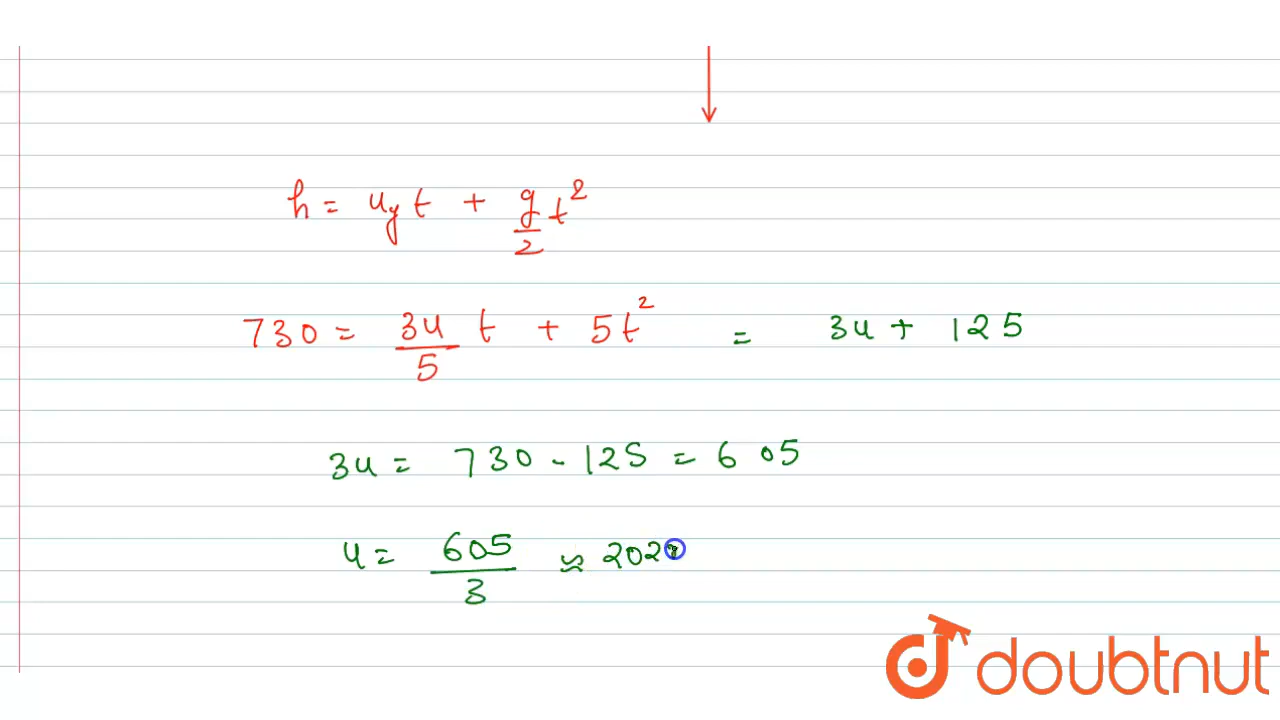 h = u_y t + g/2 t²
730 = 3u/5 t + 5t² = 3u + 125
3u = 730 - 125 = 605
u = 605/3 ≈ 202
doubtnut